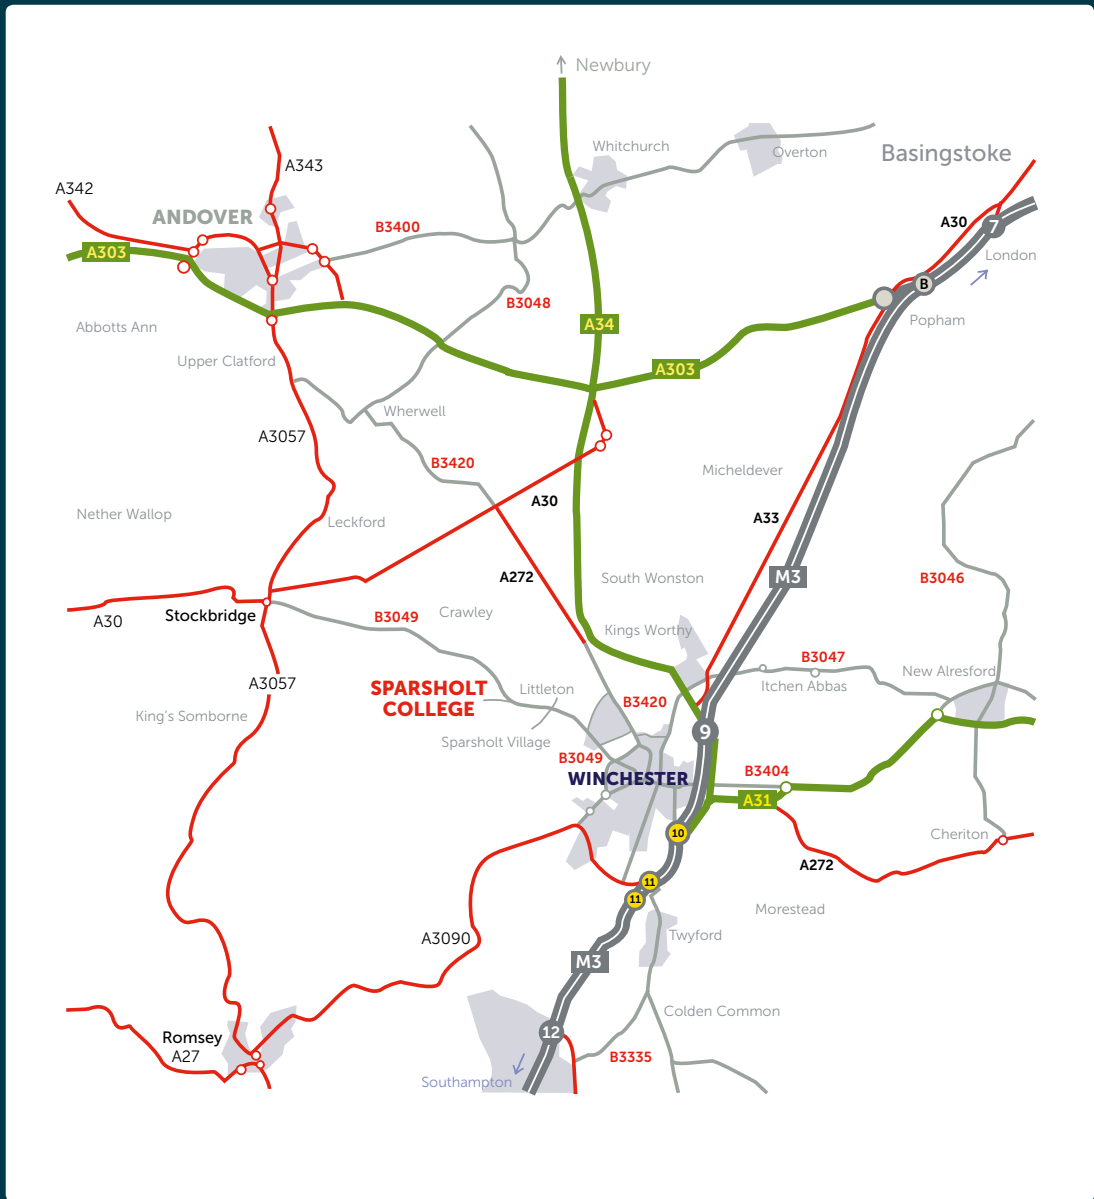 Newbury
Whitchurch
Overton
Basingstoke
A343
A342
ANDOVER
B3400
A30
7
A303
London
B
B3048
A34
Popham
Abbotts Ann
Upper Clatford
A303
Wherwell
A3057
B3420
Micheldever
A30
Nether Wallop
Leckford
A33
A272
South Wonston
M3
B3046
Stockbridge
B3049
Crawley
A30
Kings Worthy
B3047
New Alresford
A3057
SPARSHOLT
COLLEGE
Littleton
Itchen Abbas
B3420
King's Somborne
9
Sparsholt Village
B3049
WINCHESTER
B3404
A31
10
Cheriton
A272
11
11
Morestead
A3090
Twyford
M3
Colden Common
12
Romsey
A27
B3335
Southampton